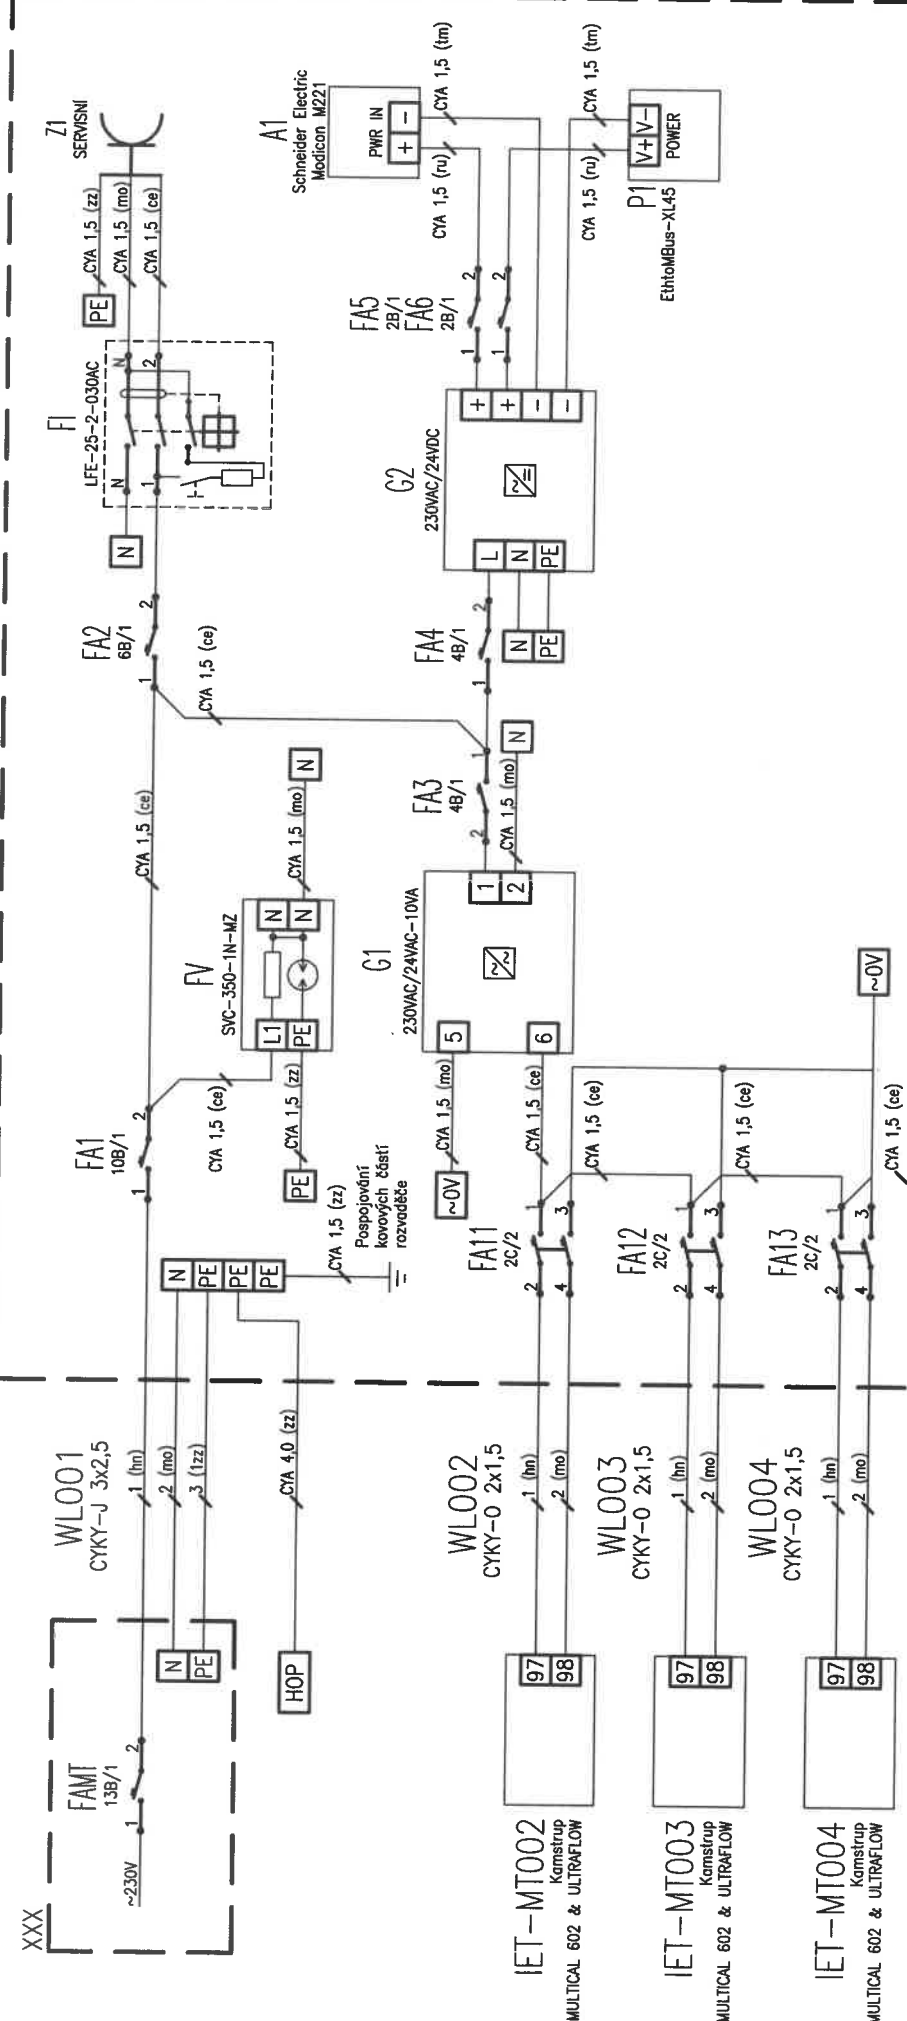 XXX
FAMT
13B/1
~230V
1
2
N
PE
HOP
WL001
CYKY-J 3x2,5
1 (hn)
2 (mo)
3 (1zz)
CYA 4,0 (zz)
N
PE
PE
PE
CYA 1,5 (zz)
Pospojování
kovových částí
rozvaděče
FA1
10B/1
1
2
CYA 1,5 (ce)
FV
SVC-350-1N-MZ
L1
PE
N
N
CYA 1,5 (zz)
PE
CYA 1,5 (mo)
N
CYA 1,5 (ce)
FA2
6B/1
1
2
CYA 1,5 (ce)
FI
LFE-25-2-030AC
N
N
1
N
2
PE
CYA 1,5 (zz)
CYA 1,5 (mo)
CYA 1,5 (ce)
Z1
SERVISNÍ
G1
230VAC/24VAC-10VA
5
6
1
2
CYA 1,5 (mo)
~0V
CYA 1,5 (ce)
FA3
4B/1
2
1
CYA 1,5 (mo)
N
FA4
4B/1
1
2
N
PE
G2
230VAC/24VDC
L
N
PE
+
+
-
-
FA5
2B/1
FA6
2B/1
1
2
1
2
CYA 1,5 (ru)
CYA 1,5 (tm)
A1
Schneider Electric
Modicon M221
PWR IN
+
-
CYA 1,5 (ru)
CYA 1,5 (tm)
P1
EthtoMBus-XL45
V+
V-
POWER
IET-MT002
Kamstrup
MULTICAL 602 & ULTRAFLOW
97
98
WL002
CYKY-O 2x1,5
1 (hn)
2 (mo)
FA11
2C/2
2
1
4
3
CYA 1,5 (ce)
IET-MT003
Kamstrup
MULTICAL 602 & ULTRAFLOW
97
98
WL003
CYKY-O 2x1,5
1 (hn)
2 (mo)
FA12
2C/2
2
1
4
3
CYA 1,5 (ce)
IET-MT004
Kamstrup
MULTICAL 602 & ULTRAFLOW
97
98
WL004
CYKY-O 2x1,5
1 (hn)
2 (mo)
FA13
2C/2
2
1
4
3
CYA 1,5 (ce)
~0V